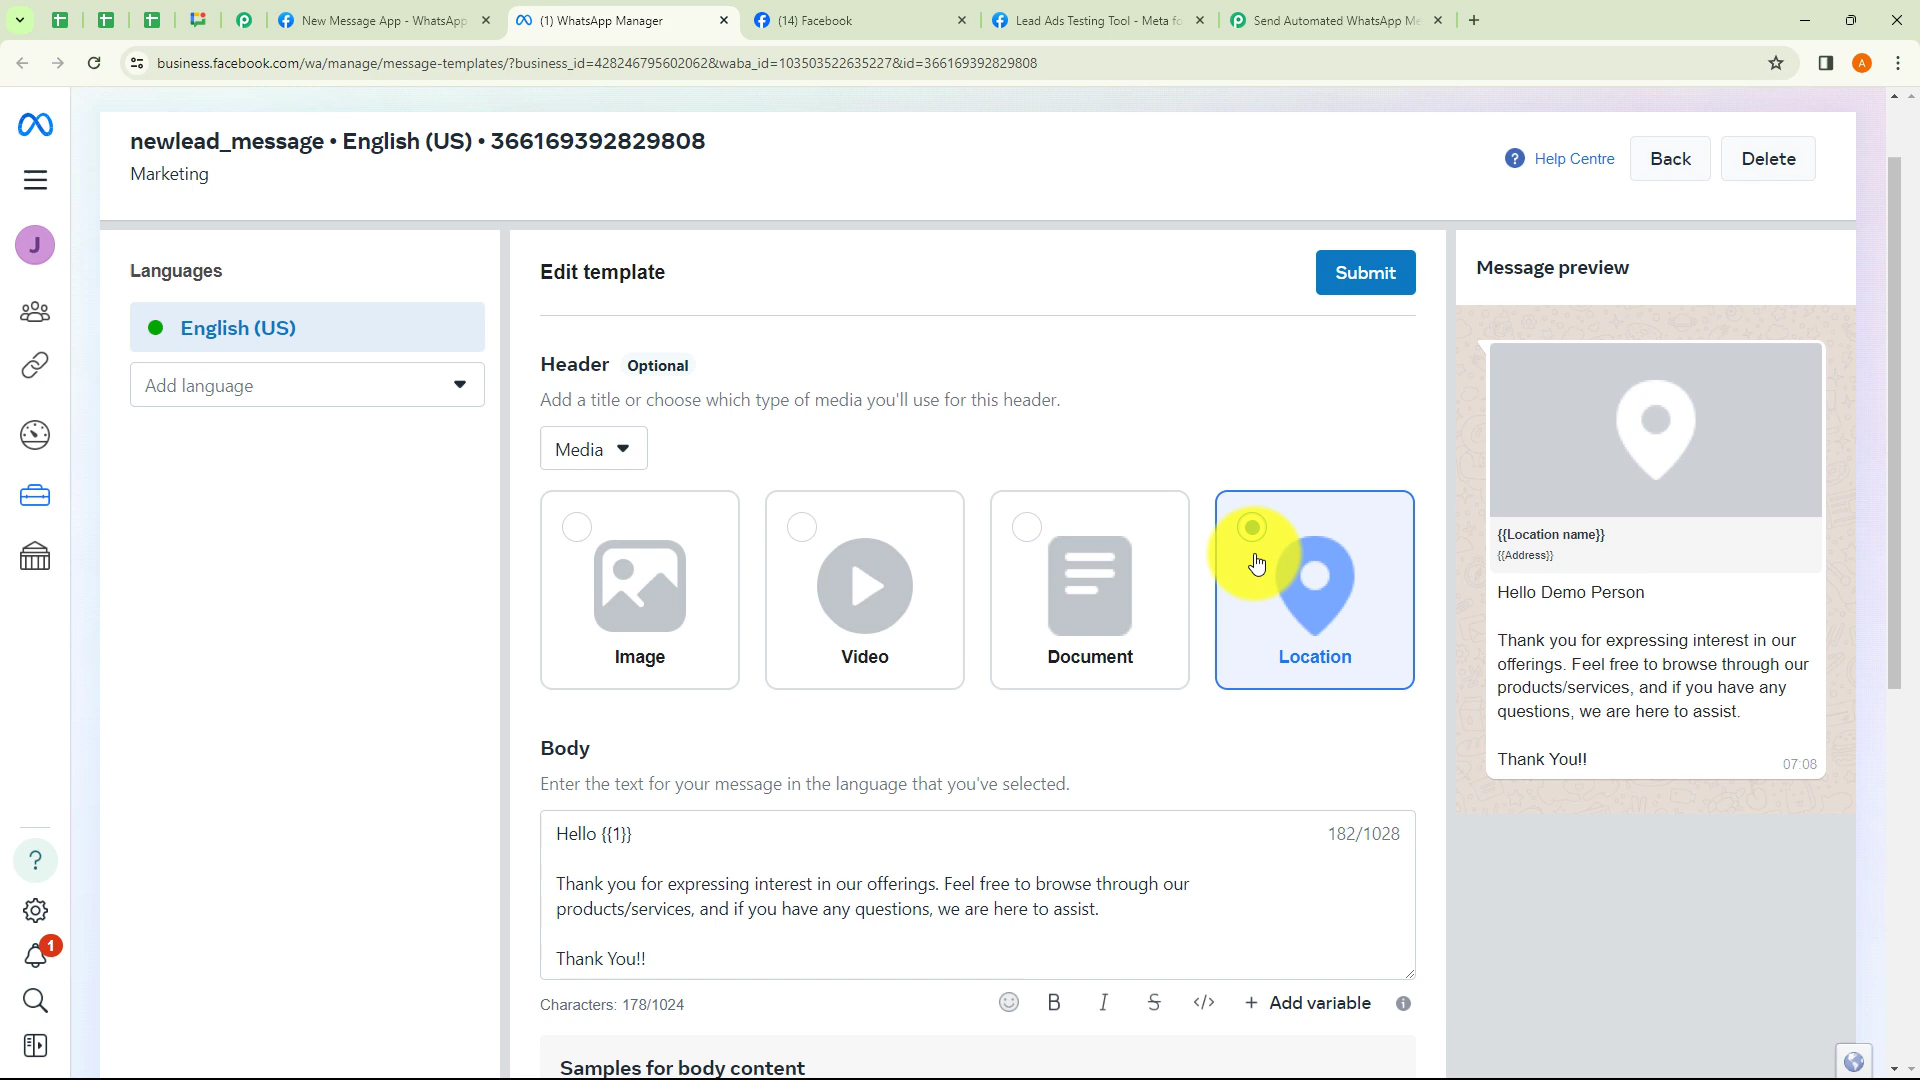 New Message App - WhatsApp
(1) WhatsApp Manager
(14) Facebook
Lead Ads Testing Tool - Meta fo
Send Automated WhatsApp Me
business.facebook.com/wa/manage/message-templates/?business_id=428246795602062&waba_id=103503522635227&id=366169392829808
A
newlead_message • English (US) • 366169392829808
Marketing
? Help Centre
Back
Delete
J
Languages
English (US)
Add language
Edit template
Submit
Header Optional
Add a title or choose which type of media you'll use for this header.
Media
Image
Video
Document
Location
Body
Enter the text for your message in the language that you've selected.
Hello {{1}}
182/1028
Thank you for expressing interest in our offerings. Feel free to browse through our
products/services, and if you have any questions, we are here to assist.
Thank You!!
Characters: 178/1024
B I S </> + Add variable
Samples for body content
Message preview
{{Location name}}
{{Address}}
Hello Demo Person
Thank you for expressing interest in our
offerings. Feel free to browse through our
products/services, and if you have any
questions, we are here to assist.
Thank You!!
07:08
?
1